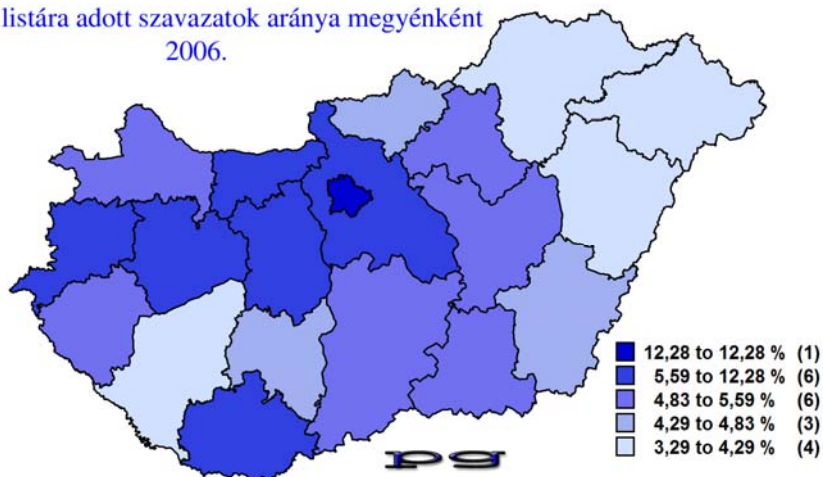 listára adott szavazatok aránya megyénként
2006.
12,28 to 12,28 % (1)
5,59 to 12,28 % (6)
4,83 to 5,59 % (6)
4,29 to 4,83 % (3)
3,29 to 4,29 % (4)
pg